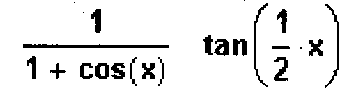 1/(1 + cos(x))   tan(1/2 · x)